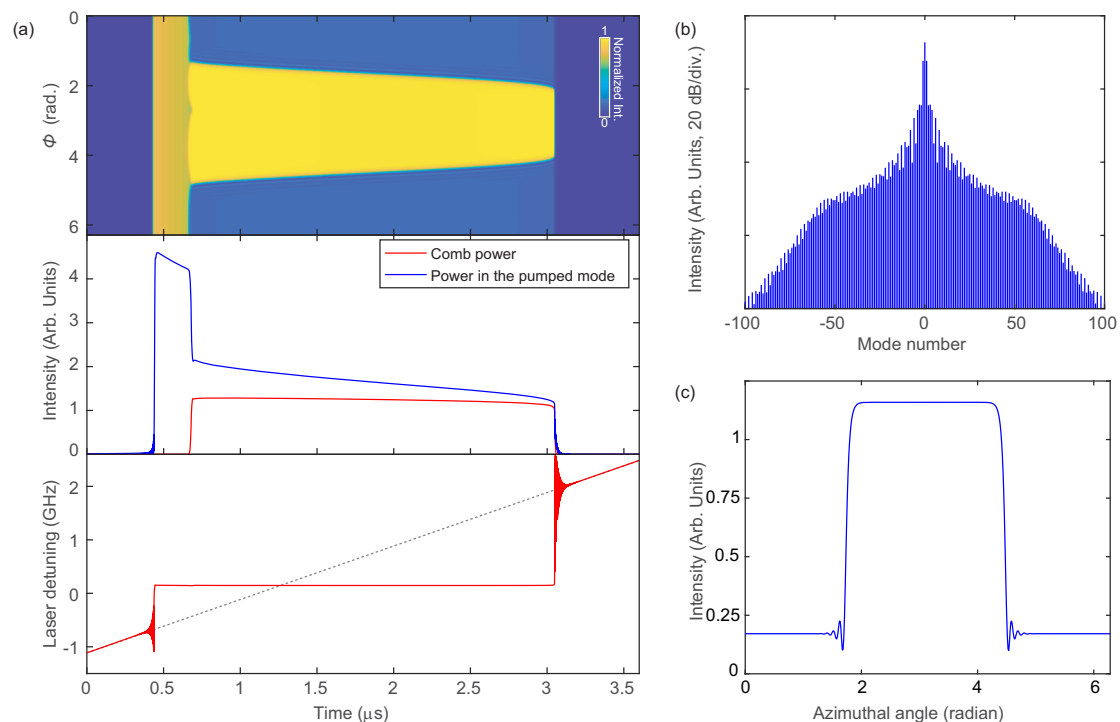 (a)
0
2
4
6
Φ (rad.)
1
Normalized Int.
0
Comb power
Power in the pumped mode
4
3
2
1
0
Intensity (Arb. Units)
2
1
0
-1
Laser detuning (GHz)
0
0.5
1
1.5
2
2.5
3
3.5
Time (μs)
(b)
Intensity (Arb. Units, 20 dB/div.)
-100
-50
0
50
100
Mode number
(c)
1
0.75
0.5
0.25
0
Intensity (Arb. Units)
0
2
4
6
Azimuthal angle (radian)